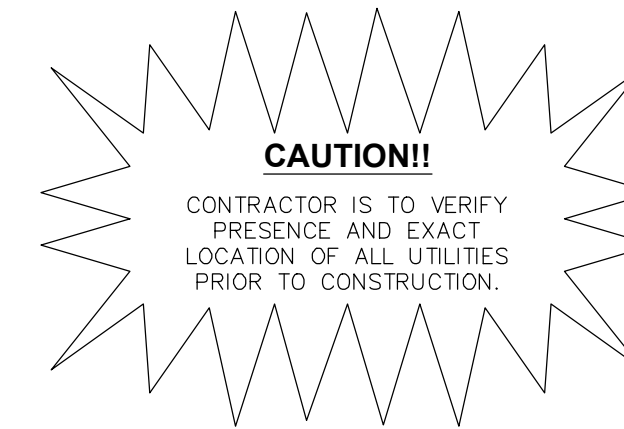 CAUTION!!
CONTRACTOR IS TO VERIFY
PRESENCE AND EXACT
LOCATION OF ALL UTILITIES
PRIOR TO CONSTRUCTION.